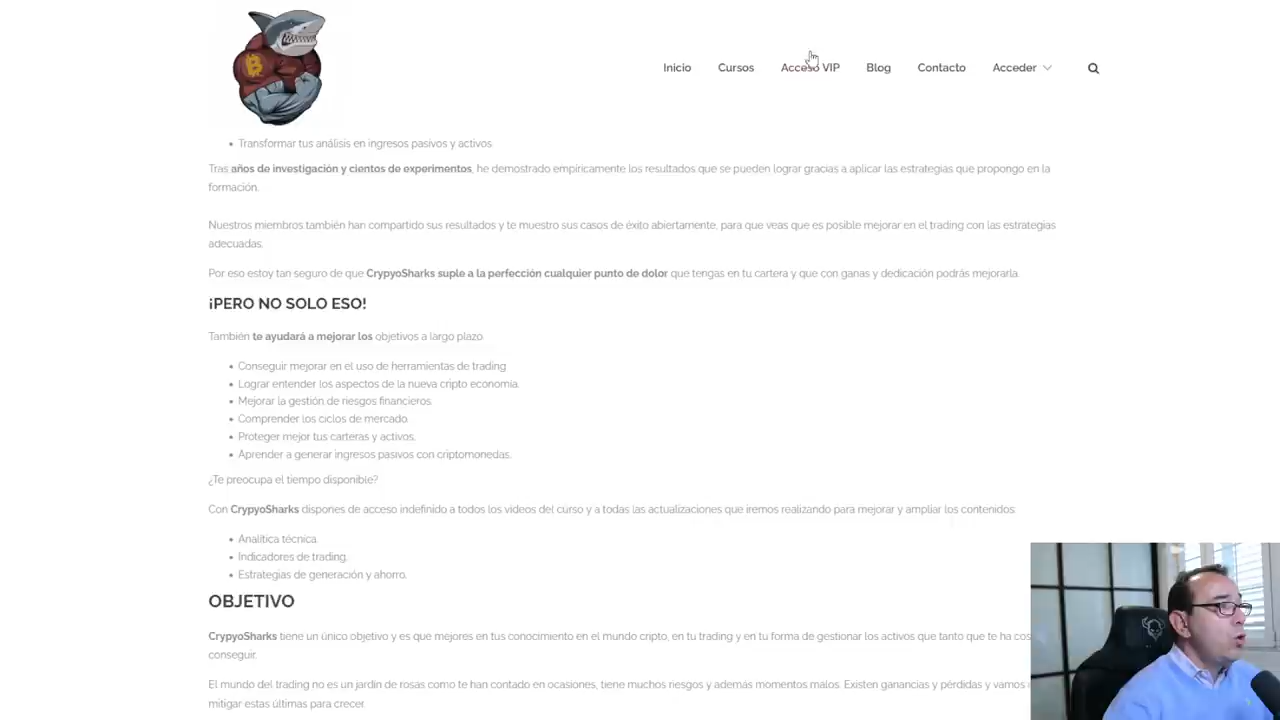 Inicio
Cursos
Acceso VIP
Blog
Contacto
Acceder
• Transformar tus análisis en ingresos pasivos y activos
Tras años de investigación y cientos de experimentos, he demostrado empíricamente los resultados que se pueden lograr gracias a aplicar las estrategias que propongo en la
formación.
Nuestros miembros también han compartido sus resultados y te muestro sus casos de éxito abiertamente, para que veas que es posible mejorar en el trading con las estrategias
adecuadas.
Por eso estoy tan seguro de que CrypyoSharks suple a la perfección cualquier punto de dolor que tengas en tu cartera y que con ganas y dedicación podrás mejorarla.
¡PERO NO SOLO ESO!
También te ayudará a mejorar los objetivos a largo plazo
• Conseguir mejorar en el uso de herramientas de trading
• Lograr entender los aspectos de la nueva cripto economía.
• Mejorar la gestión de riesgos financieros.
• Comprender los ciclos de mercado.
• Proteger mejor tus carteras y activos.
• Aprender a generar ingresos pasivos con criptomonedas.
¿Te preocupa el tiempo disponible?
Con CrypyoSharks dispones de acceso indefinido a todos los videos del curso y a todas las actualizaciones que iremos realizando para mejorar y ampliar los contenidos.
• Analítica técnica.
• Indicadores de trading.
• Estrategias de generación y ahorro.
OBJETIVO
CrypyoSharks tiene un único objetivo y es que mejores en tus conocimiento en el mundo cripto, en tu trading y en tu forma de gestionar los activos que tanto que te ha cos
conseguir.
El mundo del trading no es un jardín de rosas como te han contado en ocasiones, tiene muchos riesgos y además momentos malos. Existen ganancias y pérdidas y vamos
mitigar estas últimas para crecer